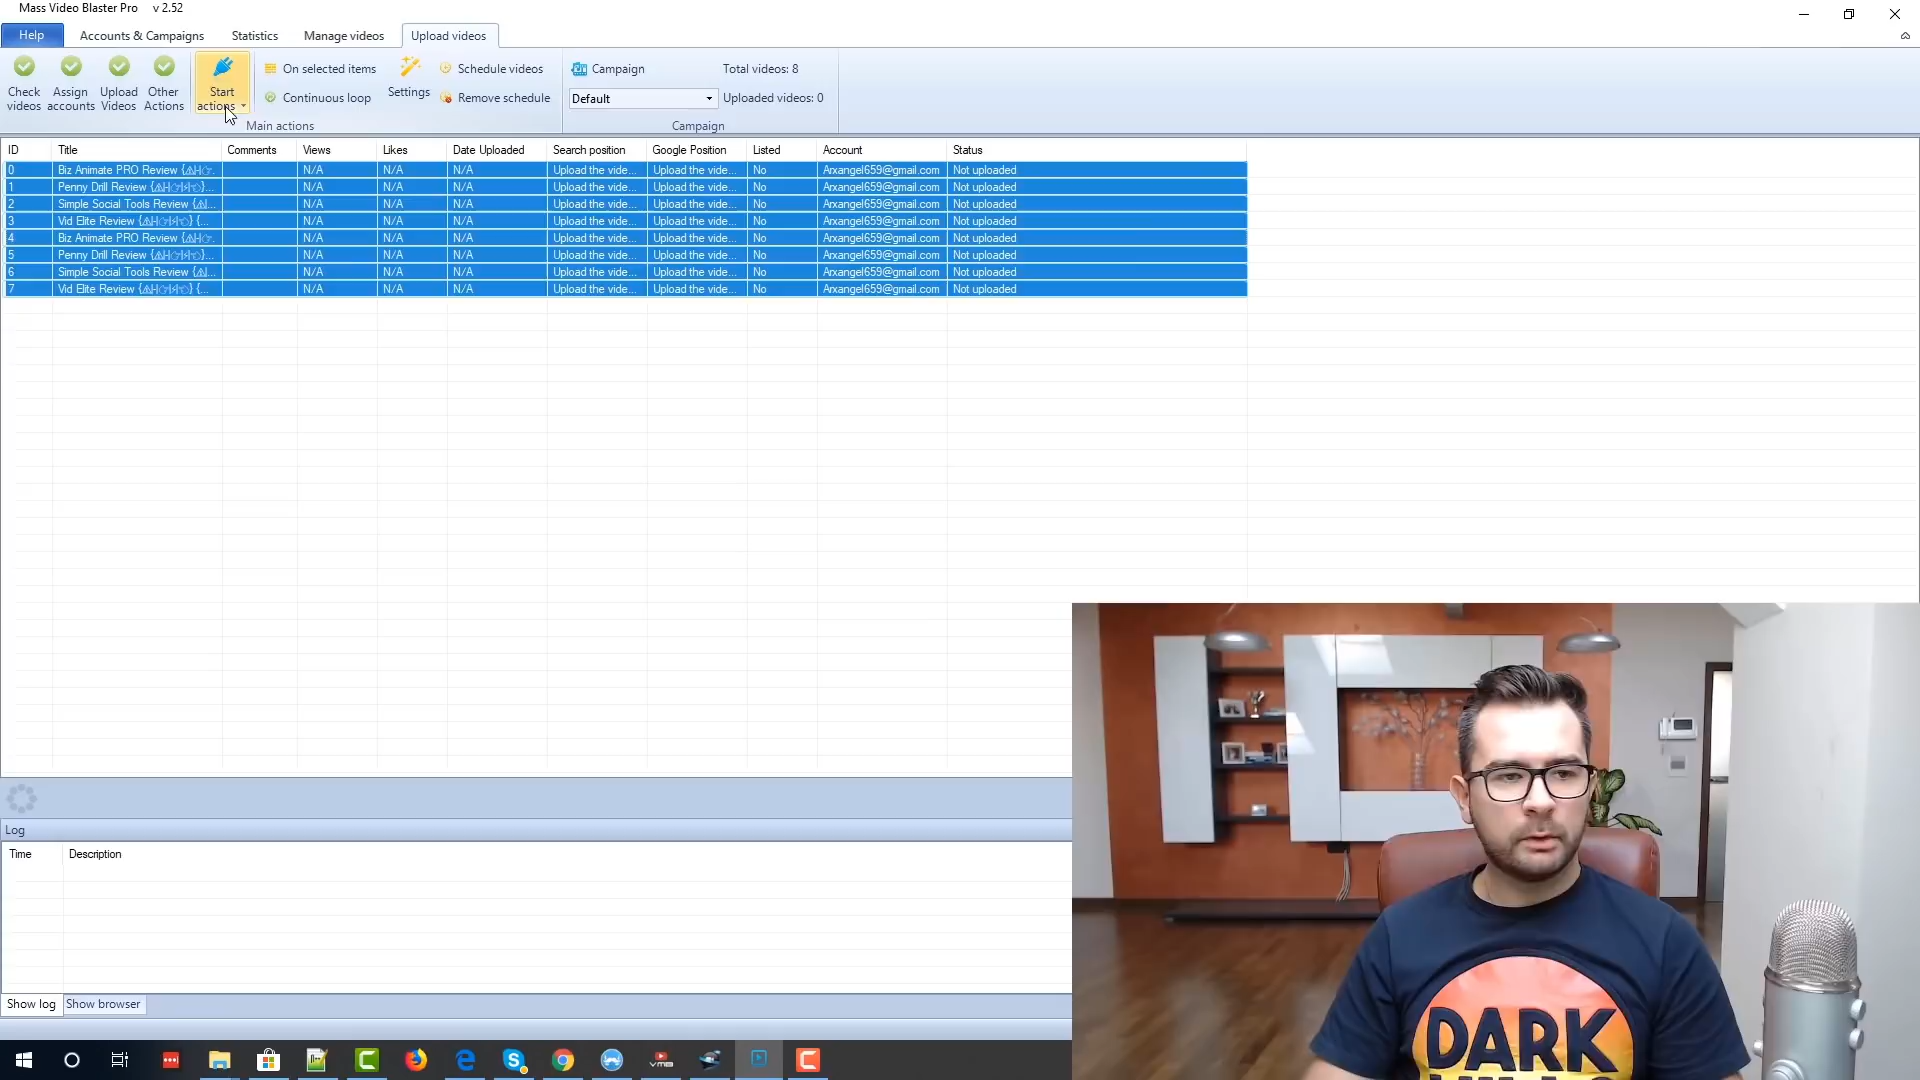 Mass Video Blaster Pro v 2.52
Help Accounts & Campaigns Statistics Manage videos Upload videos
Check videos Assign accounts Upload Videos Other Actions Start actions
On selected items
Continuous loop
Settings
Schedule videos
Remove schedule
Main actions
Campaign
Default
Total videos: 8
Uploaded videos: 0
Campaign
ID Title Comments Views Likes Date Uploaded Search position Google Position Listed Account Status
0 Biz Animate PRO Review N/A N/A N/A Upload the vide... Upload the vide... No Arxangel659@gmail.com Not uploaded
1 Penny Drill Review N/A N/A N/A Upload the vide... Upload the vide... No Arxangel659@gmail.com Not uploaded
2 Simple Social Tools Review N/A N/A N/A Upload the vide... Upload the vide... No Arxangel659@gmail.com Not uploaded
3 Vid Elite Review N/A N/A N/A Upload the vide... Upload the vide... No Arxangel659@gmail.com Not uploaded
4 Biz Animate PRO Review N/A N/A N/A Upload the vide... Upload the vide... No Arxangel659@gmail.com Not uploaded
5 Penny Drill Review N/A N/A N/A Upload the vide... Upload the vide... No Arxangel659@gmail.com Not uploaded
6 Simple Social Tools Review N/A N/A N/A Upload the vide... Upload the vide... No Arxangel659@gmail.com Not uploaded
7 Vid Elite Review N/A N/A N/A Upload the vide... Upload the vide... No Arxangel659@gmail.com Not uploaded
Log
Time Description
Show log Show browser
DARK